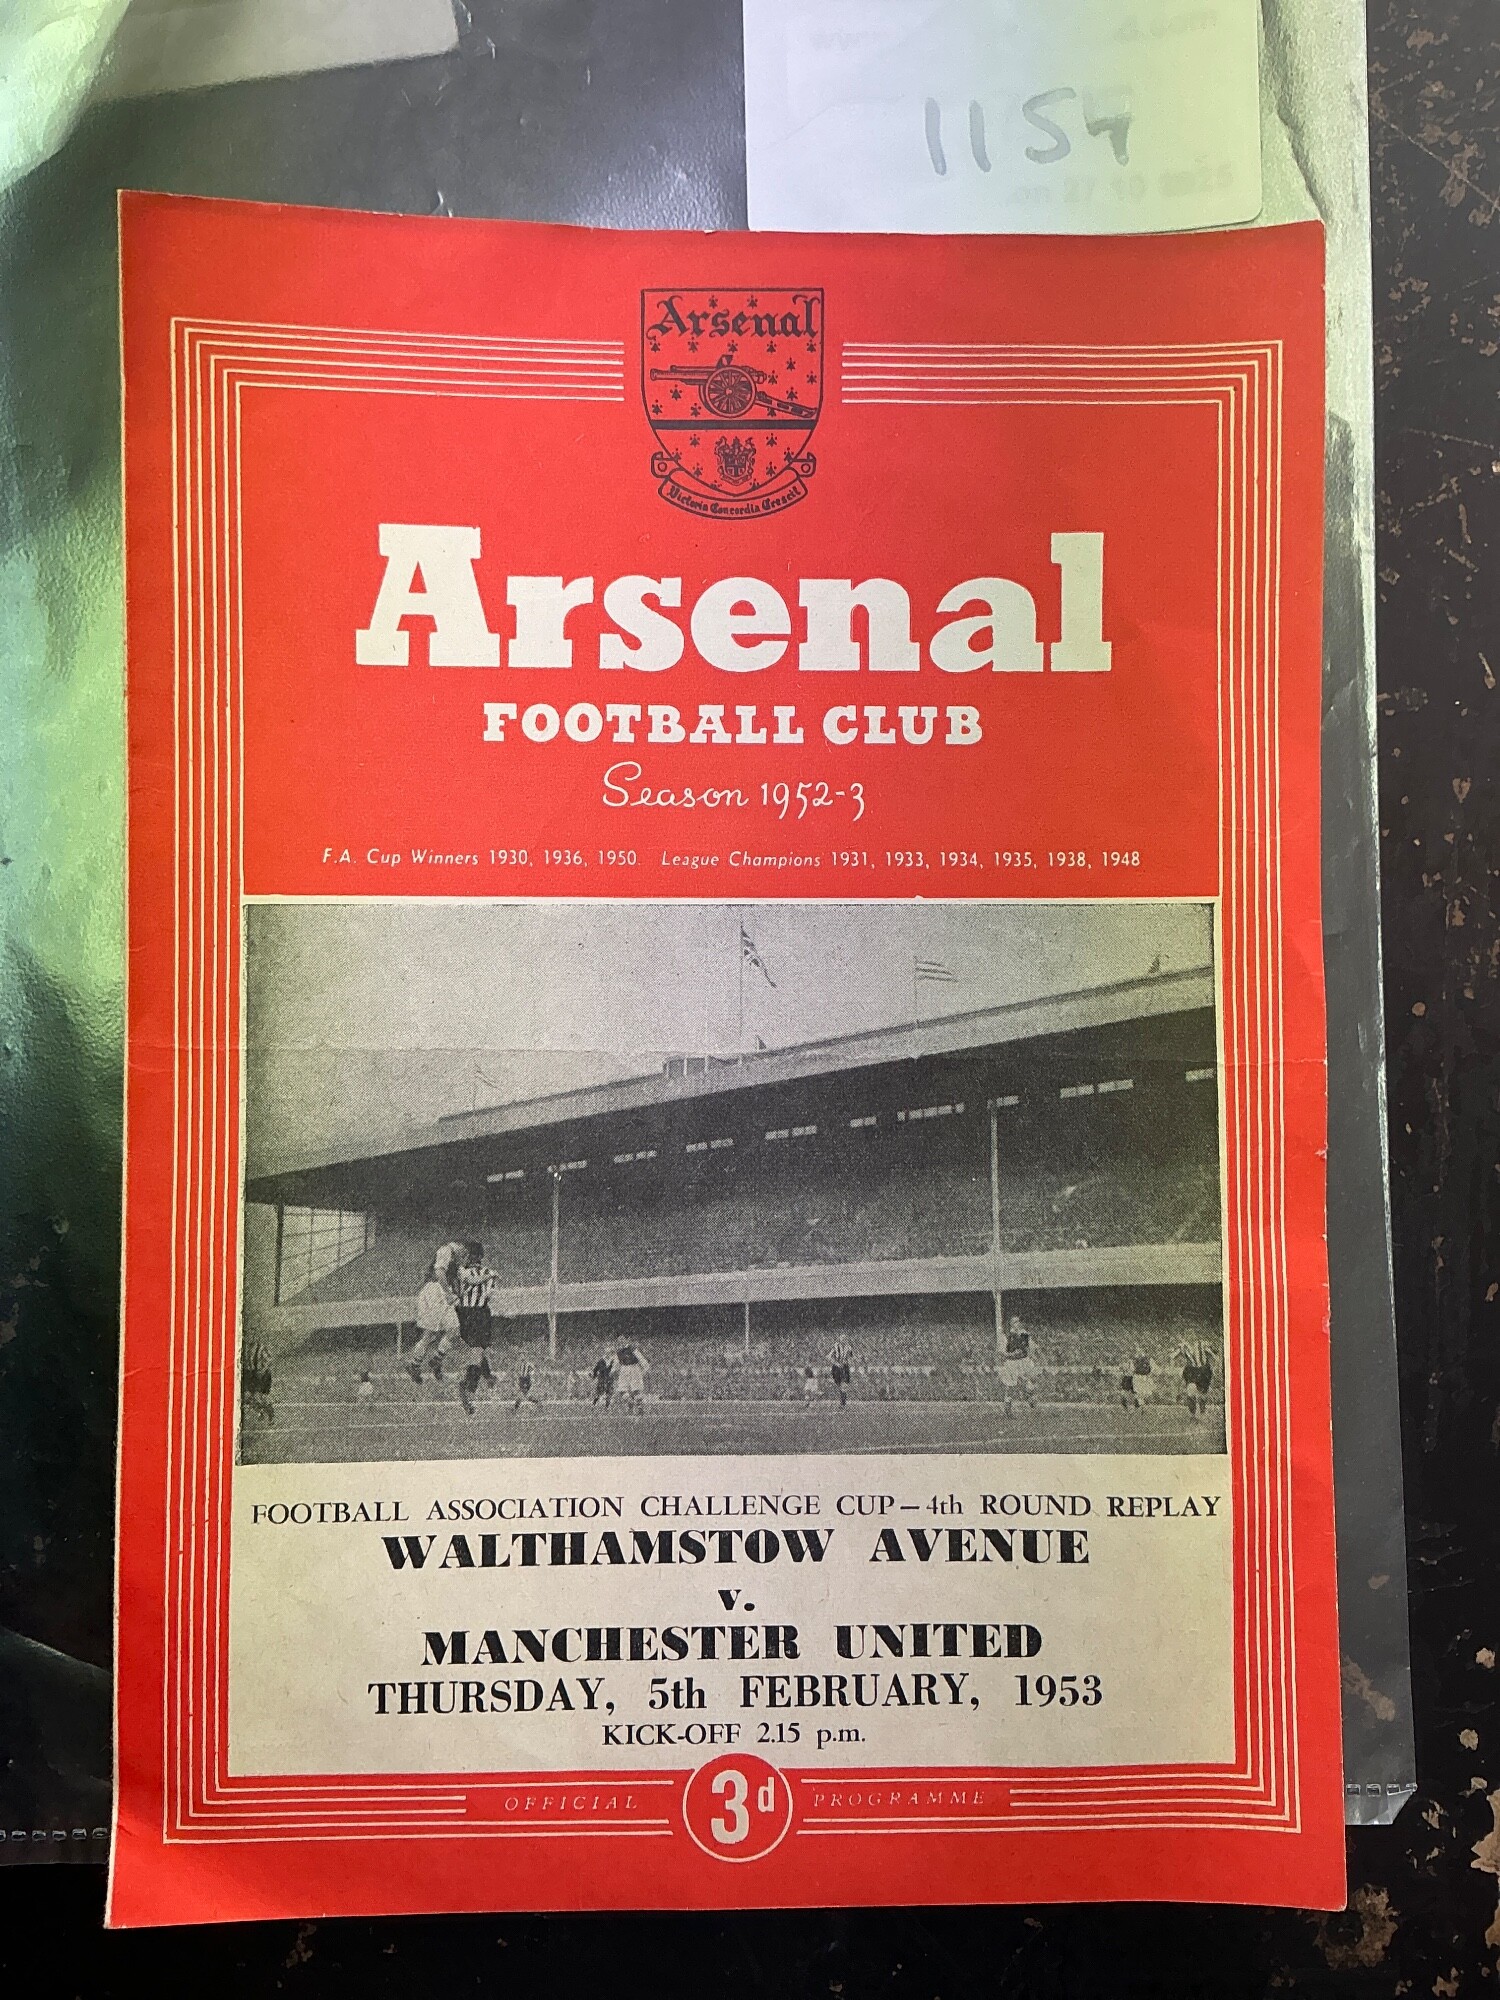 1154
Arsenal
Victoria Concordia Crescit
Arsenal
FOOTBALL CLUB
Season 1952-3
F.A. Cup Winners 1930, 1936, 1950. League Champions 1931, 1933, 1934, 1935, 1938, 1948
FOOTBALL ASSOCIATION CHALLENGE CUP — 4th ROUND REPLAY
WALTHAMSTOW AVENUE
v.
MANCHESTER UNITED
THURSDAY, 5th FEBRUARY, 1953
KICK-OFF 2.15 p.m.
OFFICIAL 3d PROGRAMME